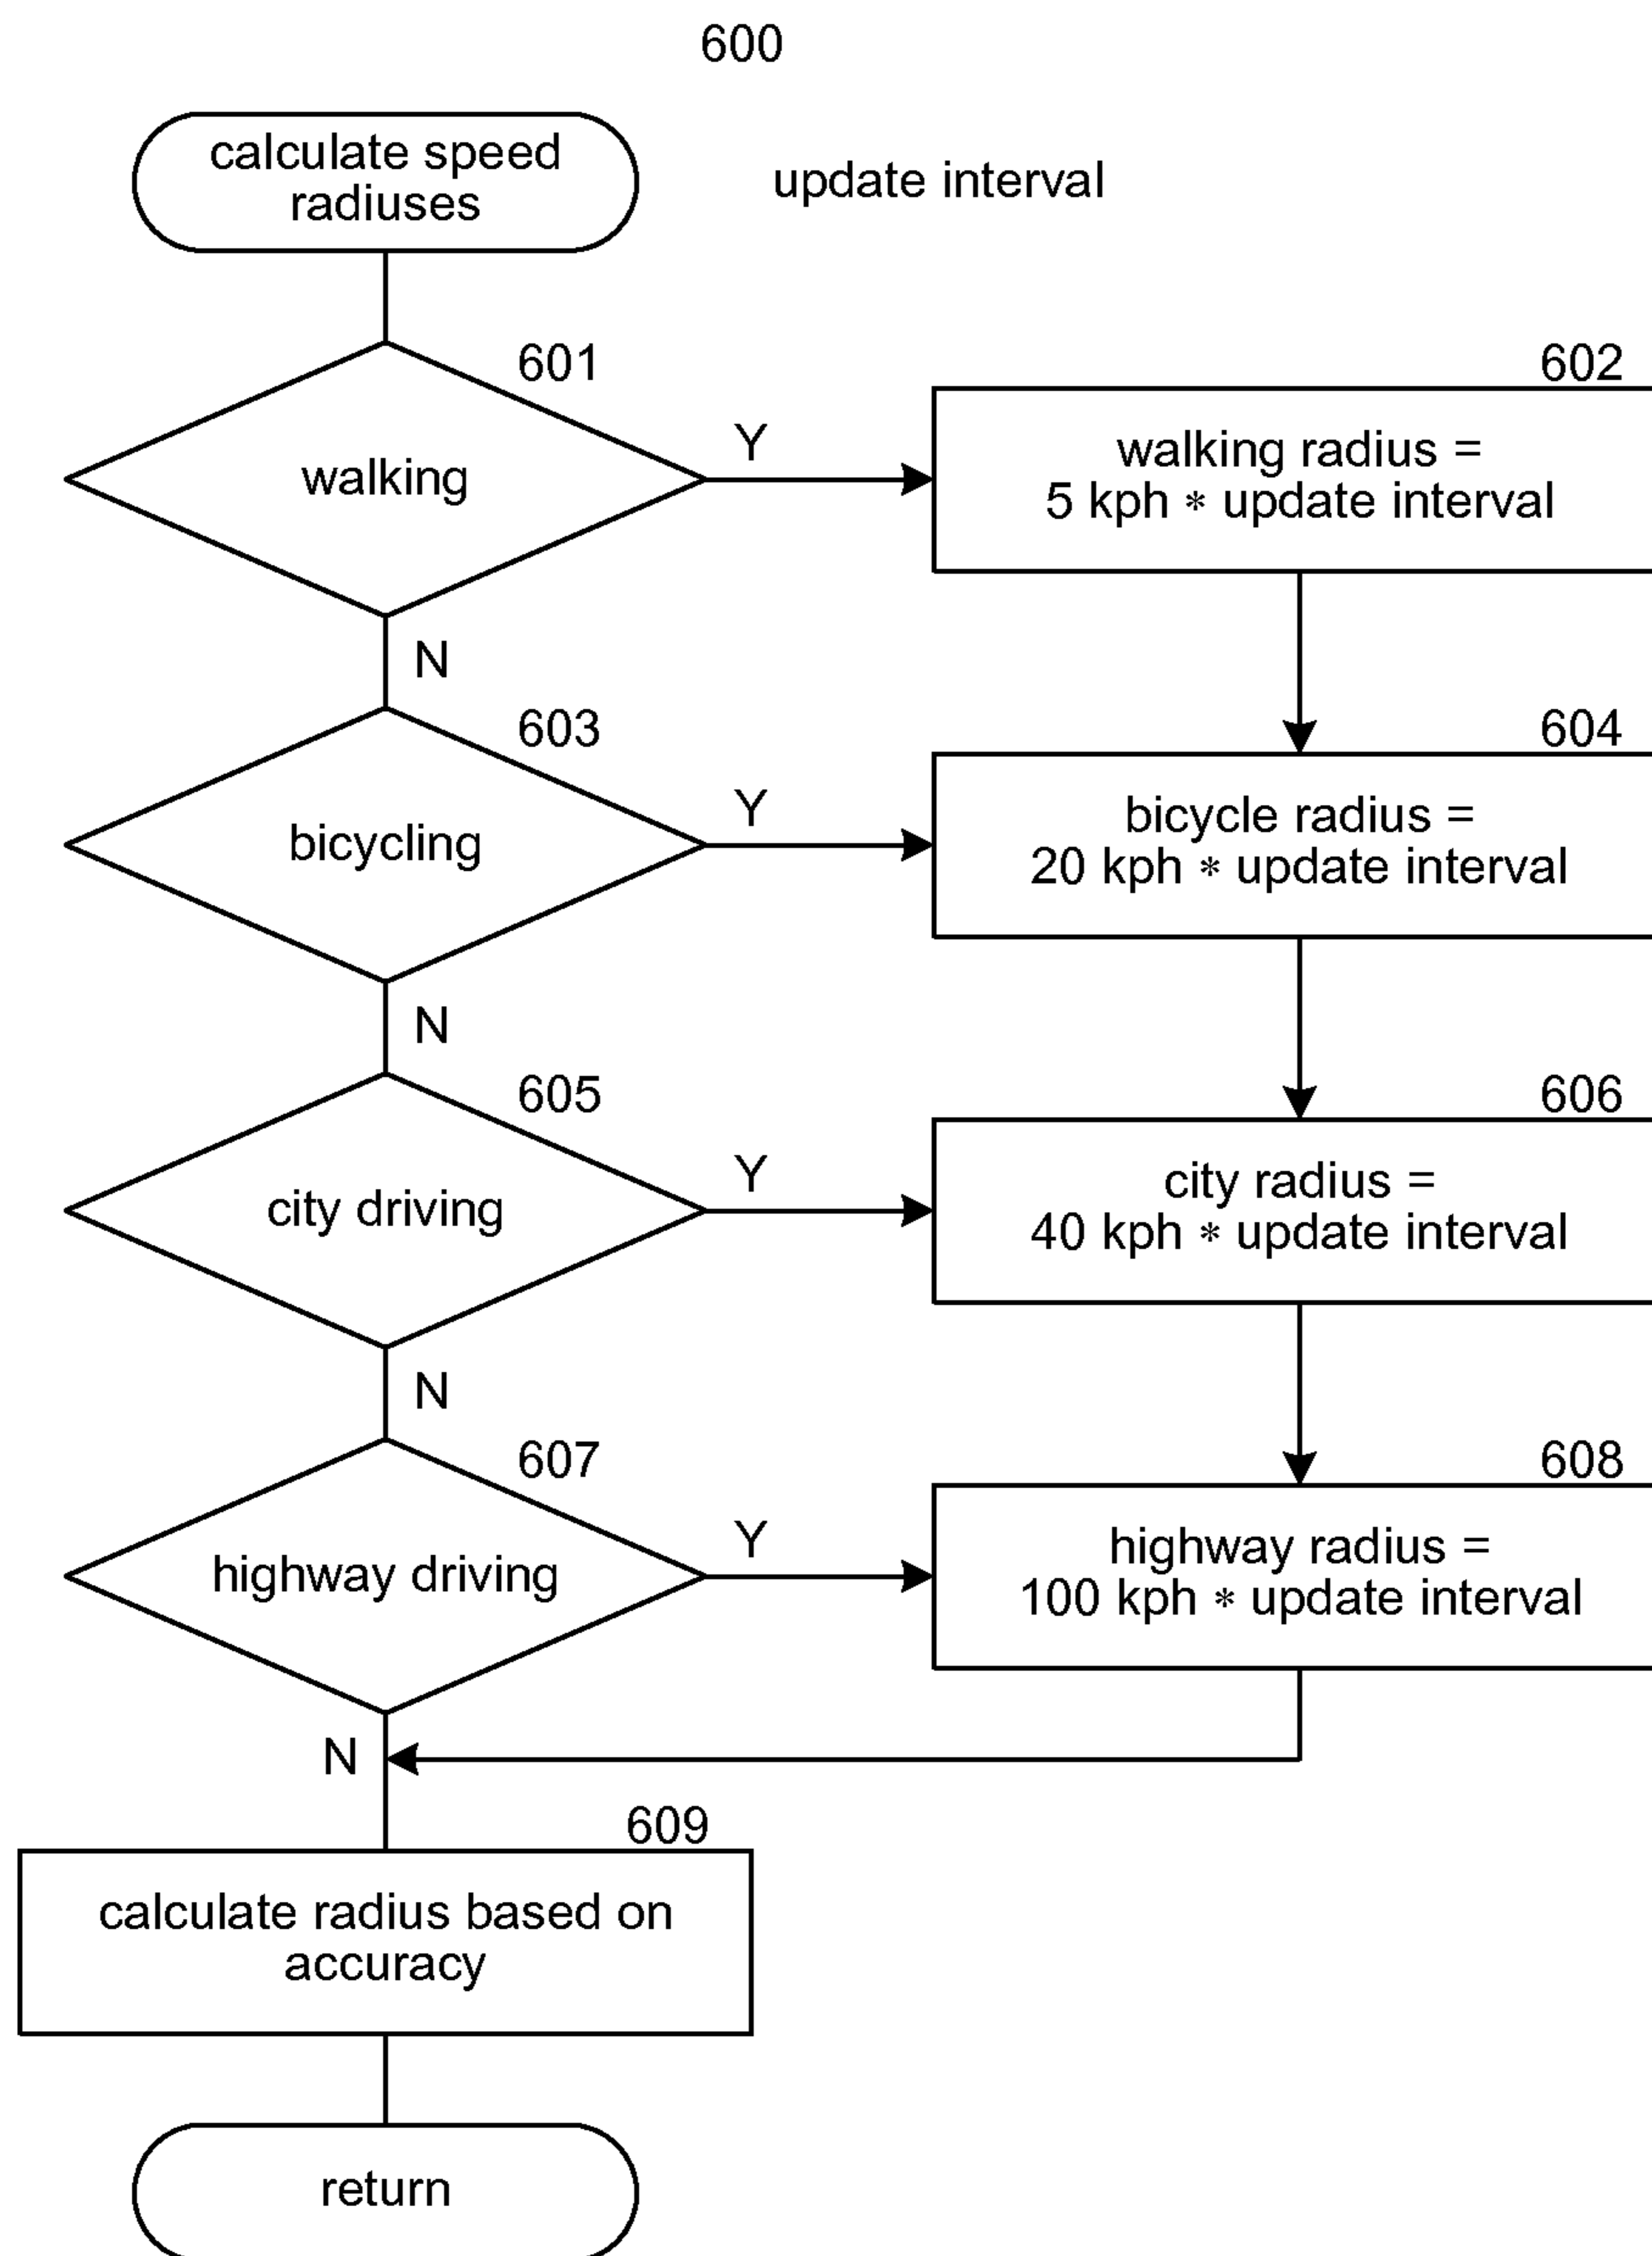 600
calculate speed
radiuses
update interval
601
walking
Y
602
walking radius =
5 kph * update interval
N
603
bicycling
Y
604
bicycle radius =
20 kph * update interval
N
605
city driving
Y
606
city radius =
40 kph * update interval
N
607
highway driving
Y
608
highway radius =
100 kph * update interval
N
609
calculate radius based on
accuracy
return